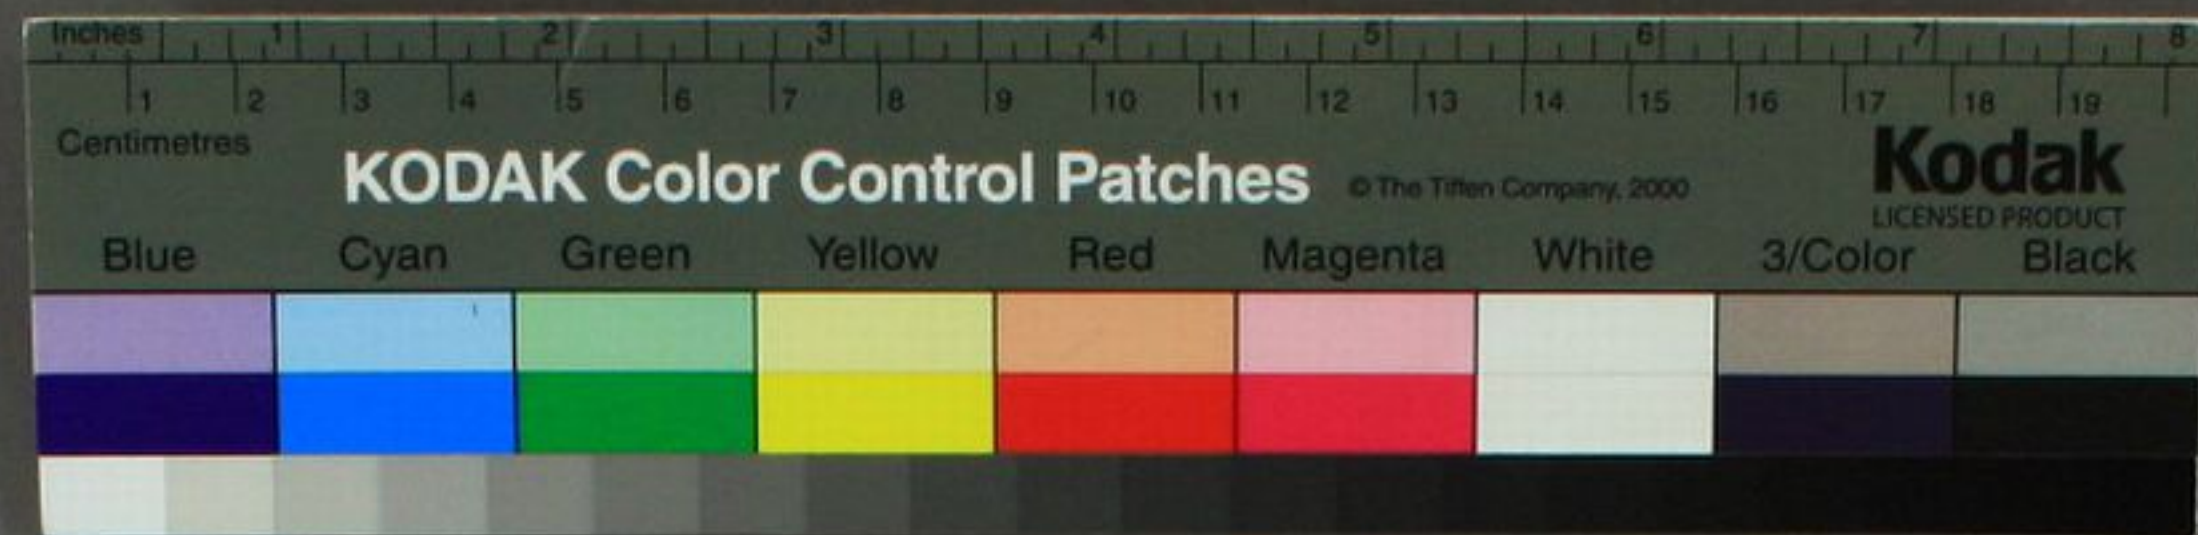 Inches 1 2 3 4 5 6 7 8
1 2 3 4 5 6 7 8 9 10 11 12 13 14 15 16 17 18 19
Centimetres
KODAK Color Control Patches © The Tiffen Company, 2000 Kodak
LICENSED PRODUCT
Blue Cyan Green Yellow Red Magenta White 3/Color Black